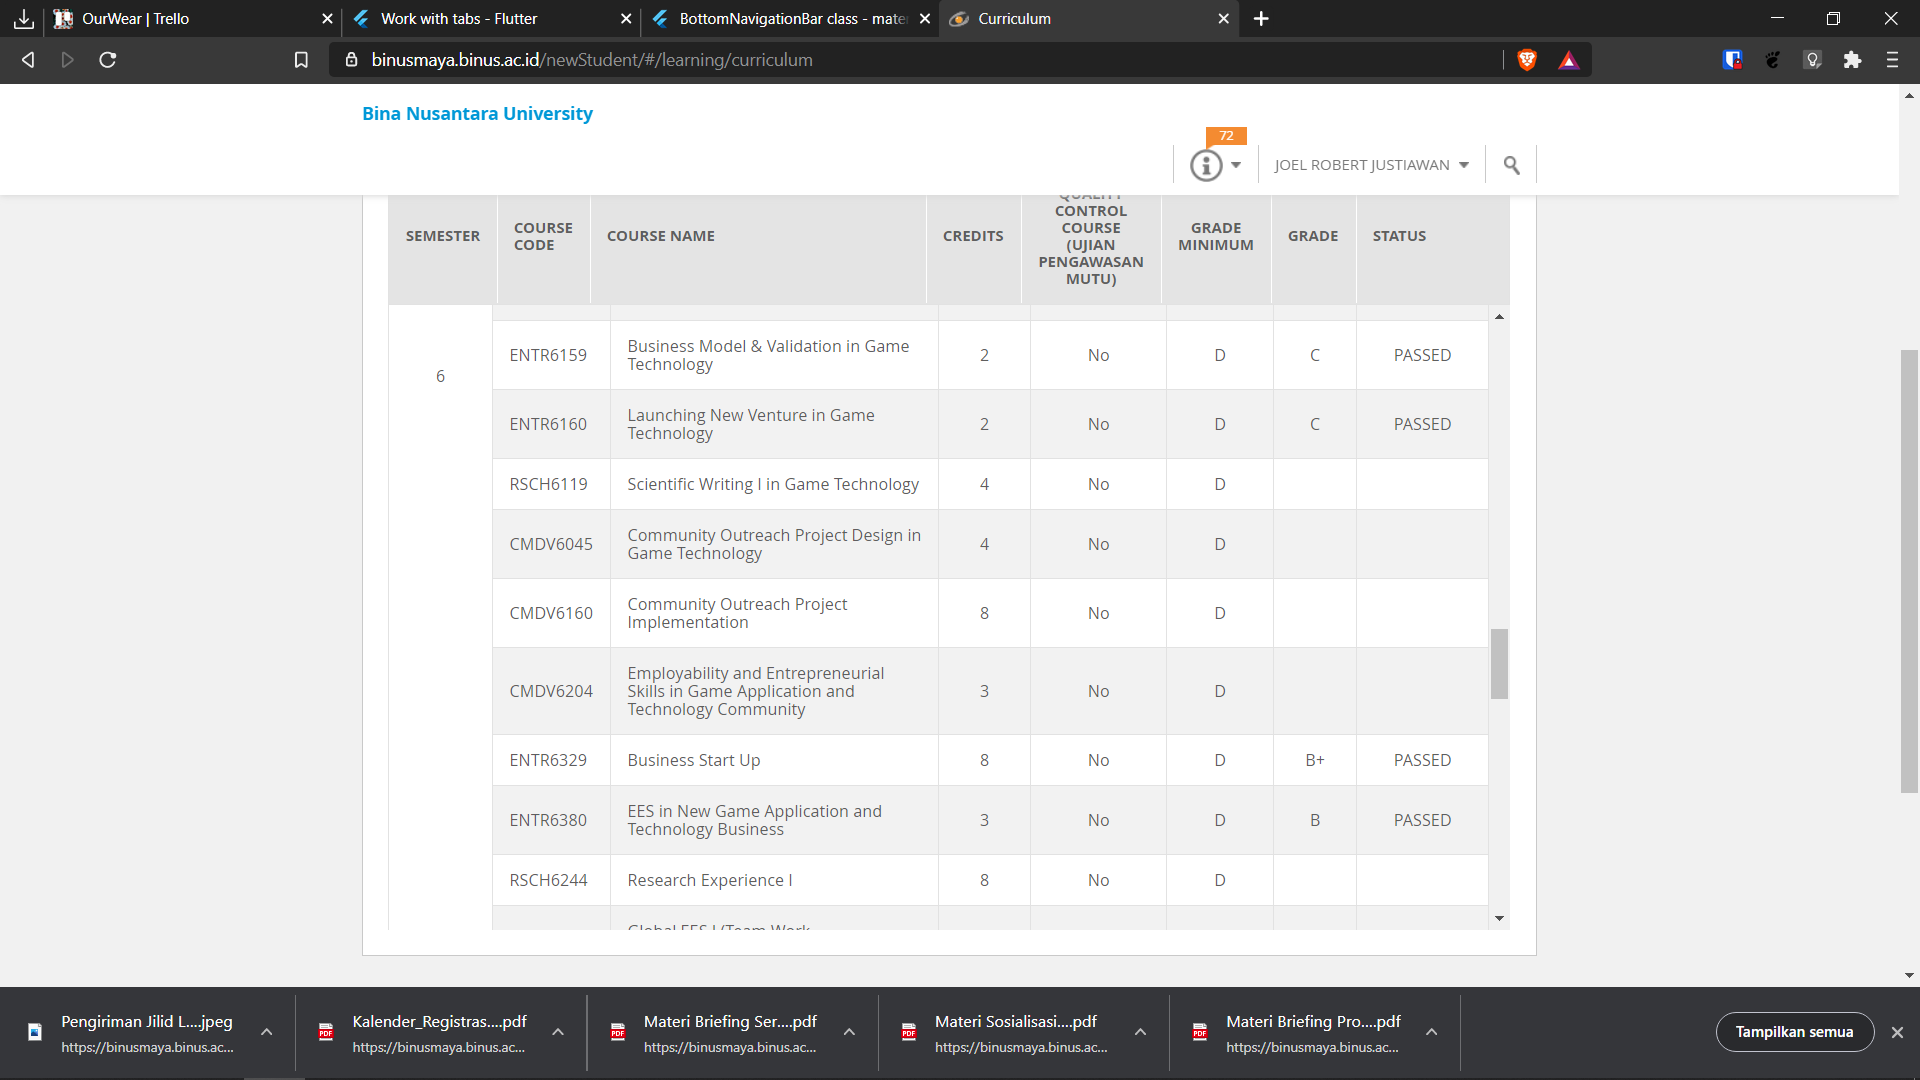 OurWear | Trello
Work with tabs - Flutter
BottomNavigationBar class - mate
Curriculum
binusmaya.binus.ac.id/newStudent/#/learning/curriculum
Bina Nusantara University
72
JOEL ROBERT JUSTIAWAN
SEMESTER
COURSE
CODE
COURSE NAME
CREDITS
QUALITY
CONTROL
COURSE
(UJIAN
PENGAWASAN
MUTU)
GRADE
MINIMUM
GRADE
STATUS
6
ENTR6159
Business Model & Validation in Game
Technology
2
No
D
C
PASSED
ENTR6160
Launching New Venture in Game
Technology
2
No
D
C
PASSED
RSCH6119
Scientific Writing I in Game Technology
4
No
D
CMDV6045
Community Outreach Project Design in
Game Technology
4
No
D
CMDV6160
Community Outreach Project
Implementation
8
No
D
CMDV6204
Employability and Entrepreneurial
Skills in Game Application and
Technology Community
3
No
D
ENTR6329
Business Start Up
8
No
D
B+
PASSED
ENTR6380
EES in New Game Application and
Technology Business
3
No
D
B
PASSED
RSCH6244
Research Experience I
8
No
D
Global EES I (Team Work
Pengiriman Jilid L....jpeg
https://binusmaya.binus.ac...
Kalender_Registras....pdf
https://binusmaya.binus.ac...
Materi Briefing Ser....pdf
https://binusmaya.binus.ac...
Materi Sosialisasi....pdf
https://binusmaya.binus.ac...
Materi Briefing Pro....pdf
https://binusmaya.binus.ac...
Tampilkan semua